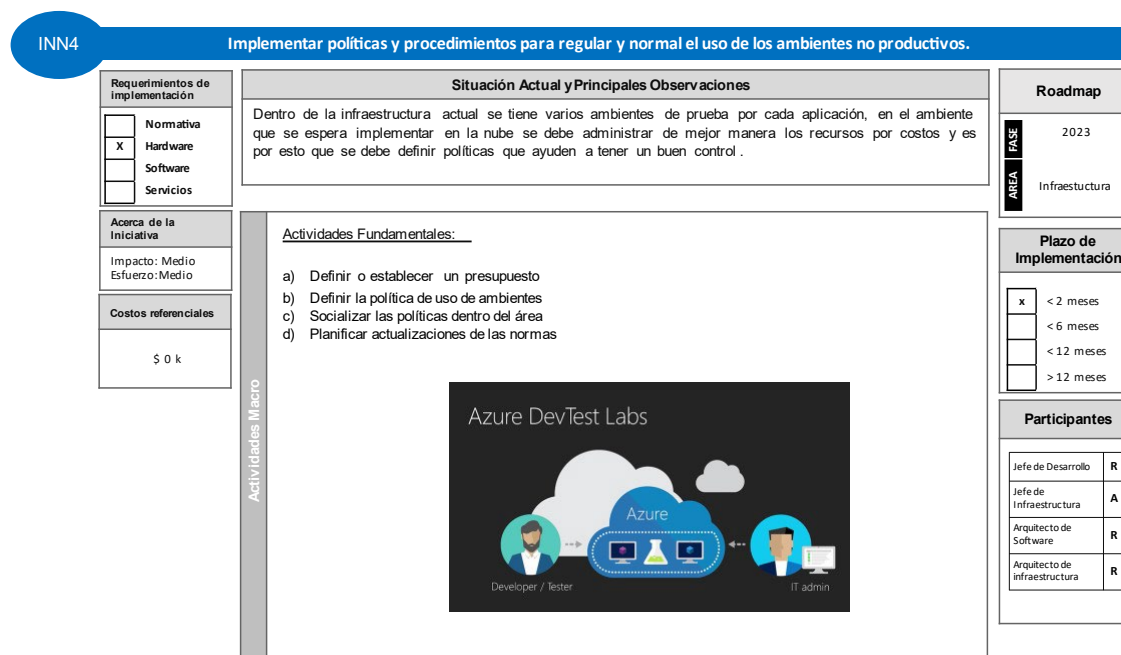 INN4
Implementar políticas y procedimientos para regular y normal el uso de los ambientes no productivos.
Requerimientos de
implementación
Normativa
X Hardware
Software
Servicios
Acerca de la
Iniciativa
Impacto: Medio
Esfuerzo:Medio
Costos referenciales
$ 0 k
Situación Actual y Principales Observaciones
Dentro de la infraestructura actual se tiene varios ambientes de prueba por cada aplicación, en el ambiente
que se espera implementar en la nube se debe administrar de mejor manera los recursos por costos y es
por esto que se debe definir políticas que ayuden a tener un buen control .
Actividades Macro
Actividades Fundamentales:
a) Definir o establecer un presupuesto
b) Definir la política de uso de ambientes
c) Socializar las políticas dentro del área
d) Planificar actualizaciones de las normas
Azure DevTest Labs
Azure
Developer / Tester
IT admin
Roadmap
FASE 2023
AREA Infraestuctura
Plazo de
Implementación
x < 2 meses
< 6 meses
< 12 meses
> 12 meses
Participantes
Jefe de Desarrollo R
Jefe de
Infraestructura A
Arquitecto de
Software R
Arquitecto de
infraestructura R